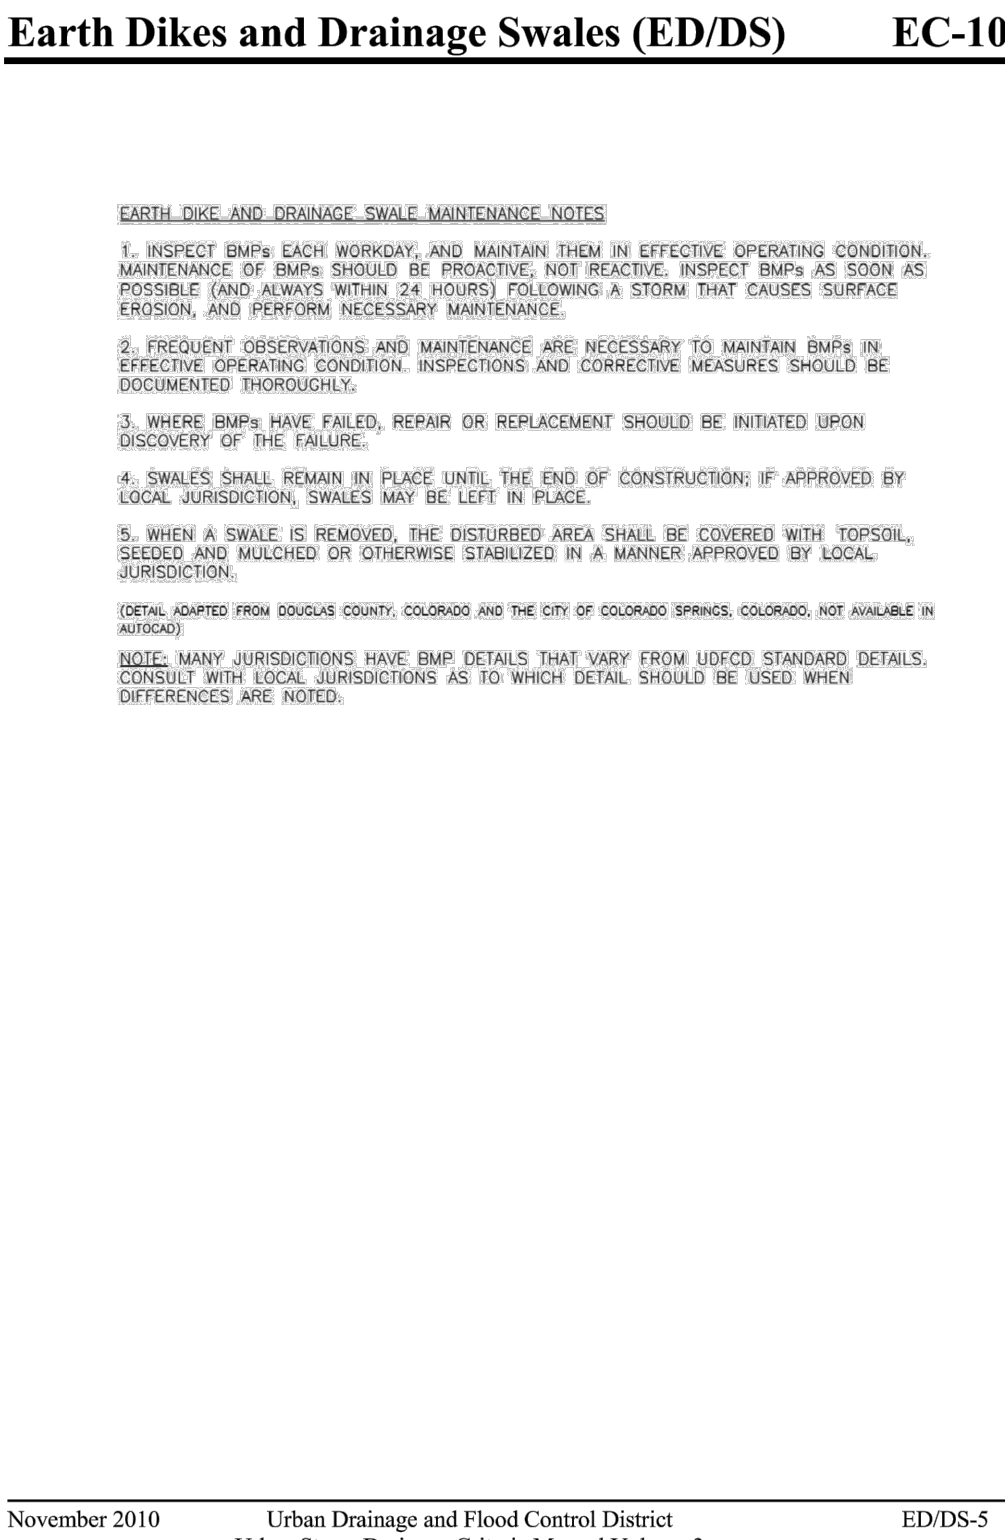 Earth Dikes and Drainage Swales (ED/DS) EC-10
EARTH DIKE AND DRAINAGE SWALE MAINTENANCE NOTES
1. INSPECT BMPs EACH WORKDAY, AND MAINTAIN THEM IN EFFECTIVE OPERATING CONDITION.
MAINTENANCE OF BMPs SHOULD BE PROACTIVE, NOT REACTIVE. INSPECT BMPs AS SOON AS
POSSIBLE (AND ALWAYS WITHIN 24 HOURS) FOLLOWING A STORM THAT CAUSES SURFACE
EROSION, AND PERFORM NECESSARY MAINTENANCE.
2. FREQUENT OBSERVATIONS AND MAINTENANCE ARE NECESSARY TO MAINTAIN BMPs IN
EFFECTIVE OPERATING CONDITION. INSPECTIONS AND CORRECTIVE MEASURES SHOULD BE
DOCUMENTED THOROUGHLY.
3. WHERE BMPs HAVE FAILED, REPAIR OR REPLACEMENT SHOULD BE INITIATED UPON
DISCOVERY OF THE FAILURE.
4. SWALES SHALL REMAIN IN PLACE UNTIL THE END OF CONSTRUCTION; IF APPROVED BY
LOCAL JURISDICTION, SWALES MAY BE LEFT IN PLACE.
5. WHEN A SWALE IS REMOVED, THE DISTURBED AREA SHALL BE COVERED WITH TOPSOIL,
SEEDED AND MULCHED OR OTHERWISE STABILIZED IN A MANNER APPROVED BY LOCAL
JURISDICTION.
(DETAIL ADAPTED FROM DOUGLAS COUNTY, COLORADO AND THE CITY OF COLORADO SPRINGS, COLORADO, NOT AVAILABLE IN
AUTOCAD)
NOTE: MANY JURISDICTIONS HAVE BMP DETAILS THAT VARY FROM UDFCD STANDARD DETAILS.
CONSULT WITH LOCAL JURISDICTIONS AS TO WHICH DETAIL SHOULD BE USED WHEN
DIFFERENCES ARE NOTED.
November 2010 Urban Drainage and Flood Control District ED/DS-5